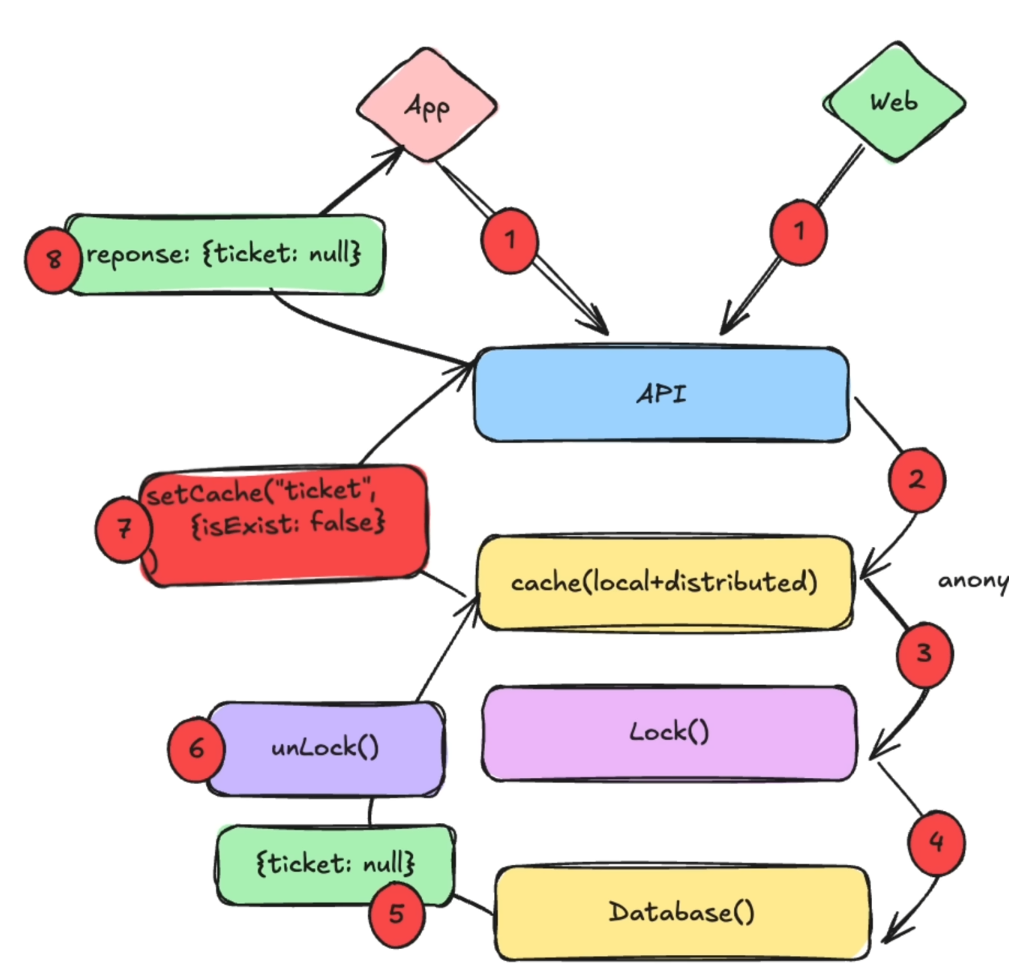 App
Web
1
1
8
reponse: {ticket: null}
API
2
setCache("ticket",
{isExist: false}
)
7
cache(local+distributed)
anony
3
Lock()
6
unLock()
4
{ticket: null}
5
Database()